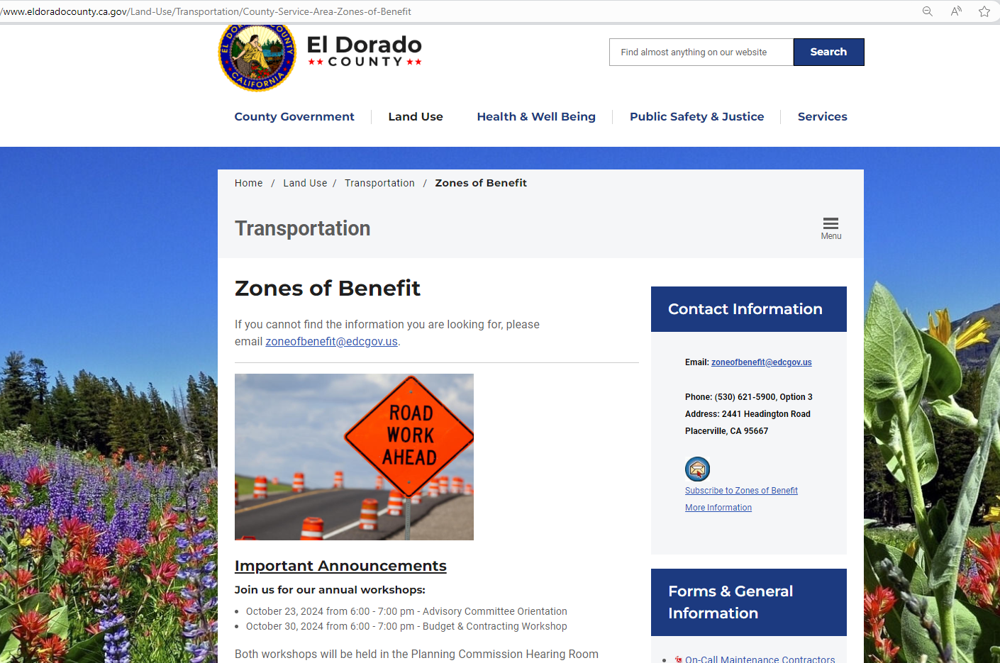 /www.eldoradocounty.ca.gov/Land-Use/Transportation/County-Service-Area-Zones-of-Benefit
EL DORADO COUNTY
CALIFORNIA
El Dorado
COUNTY
Find almost anything on our website
Search
County Government
Land Use
Health & Well Being
Public Safety & Justice
Services
Home / Land Use / Transportation / Zones of Benefit
Transportation
Menu
Zones of Benefit
If you cannot find the information you are looking for, please
email zoneofbenefit@edcgov.us.
ROAD
WORK
AHEAD
Important Announcements
Join us for our annual workshops:
• October 23, 2024 from 6:00 - 7:00 pm - Advisory Committee Orientation
• October 30, 2024 from 6:00 - 7:00 pm - Budget & Contracting Workshop
Both workshops will be held in the Planning Commission Hearing Room
Contact Information
Email: zoneofbenefit@edcgov.us
Phone: (530) 621-5900, Option 3
Address: 2441 Headington Road
Placerville, CA 95667
Subscribe to Zones of Benefit
More Information
Forms & General
Information
• On-Call Maintenance Contractors